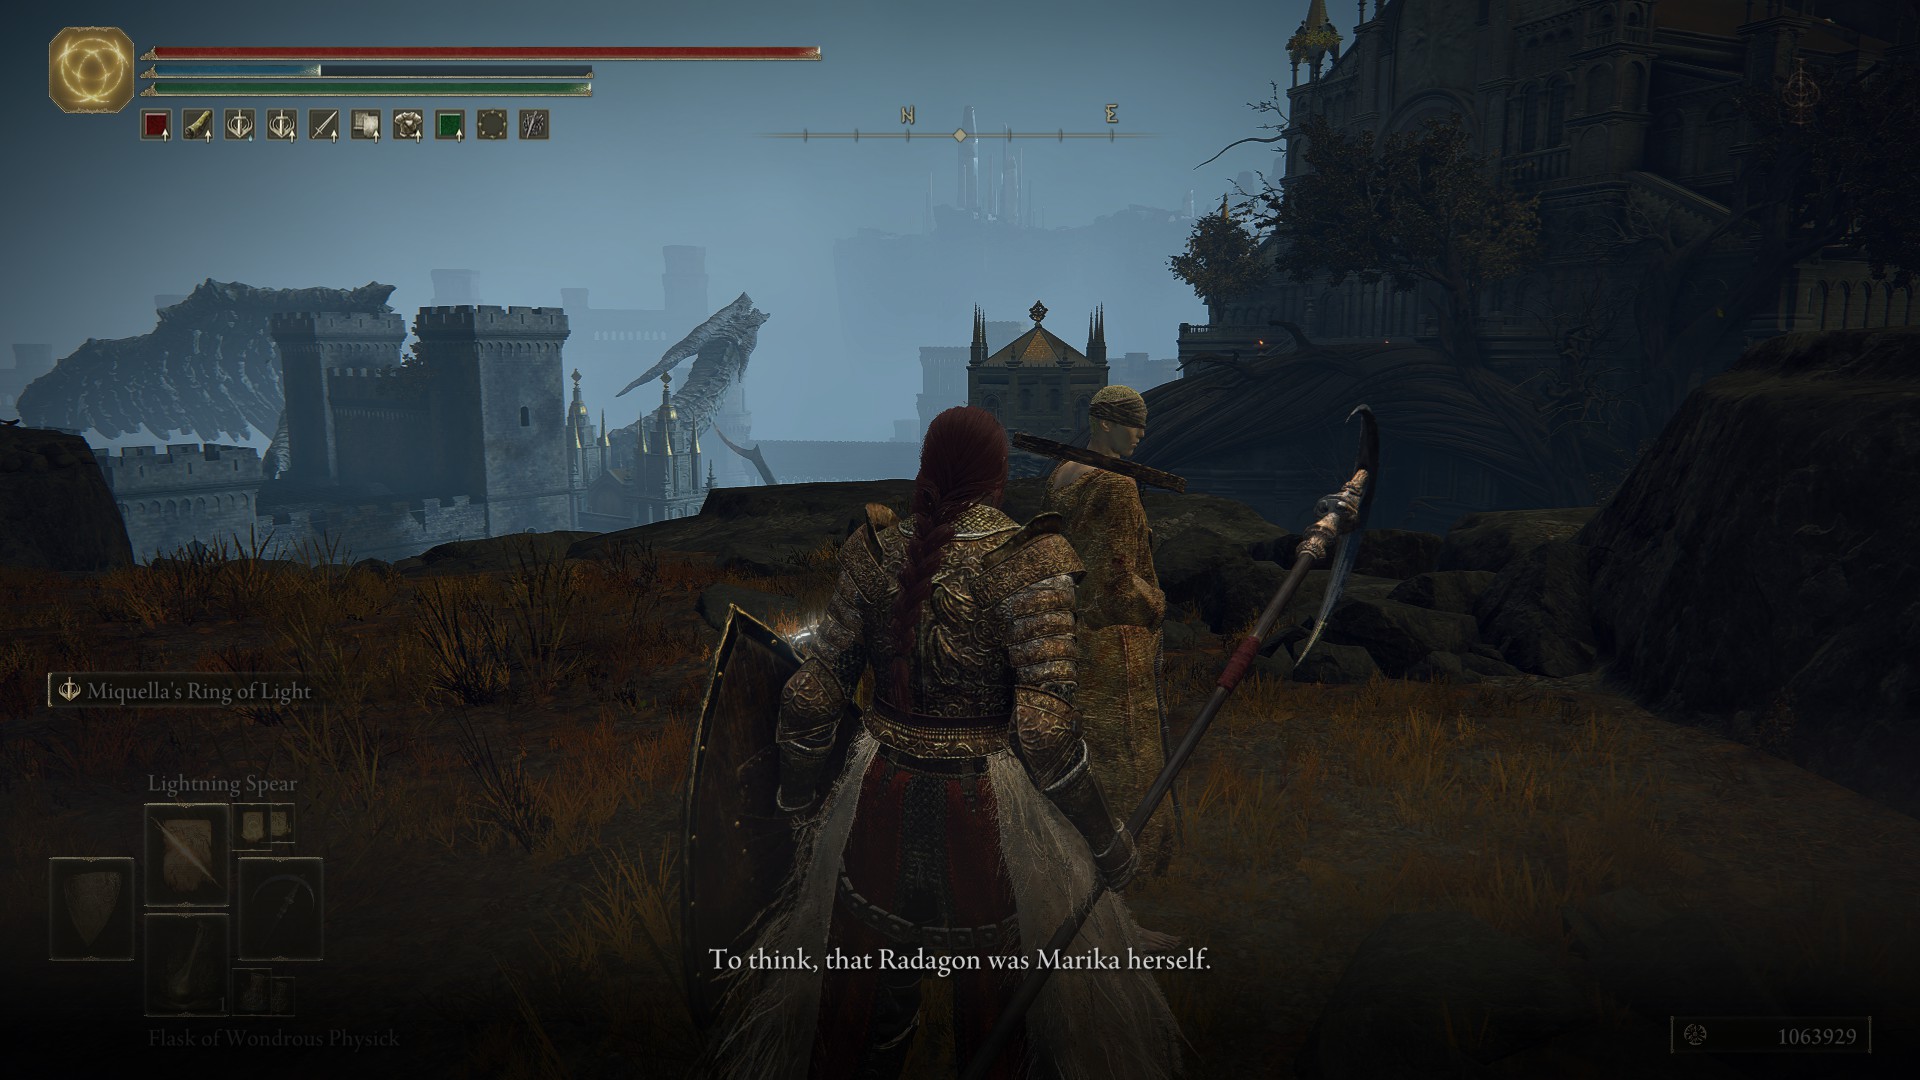 N
E
Miquella's Ring of Light
Lightning Spear
1
Flask of Wondrous Physick
To think, that Radagon was Marika herself.
1063929